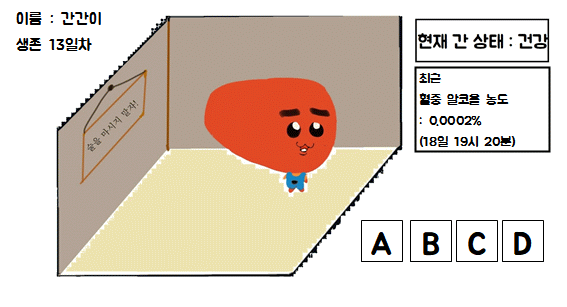 이름 : 간간이
생존 13일차
현재 간 상태 : 건강
최근
혈중 알코올 농도
: 0.0002%
(18일 19시 20분)
술을 마시지 말자!
A B C D